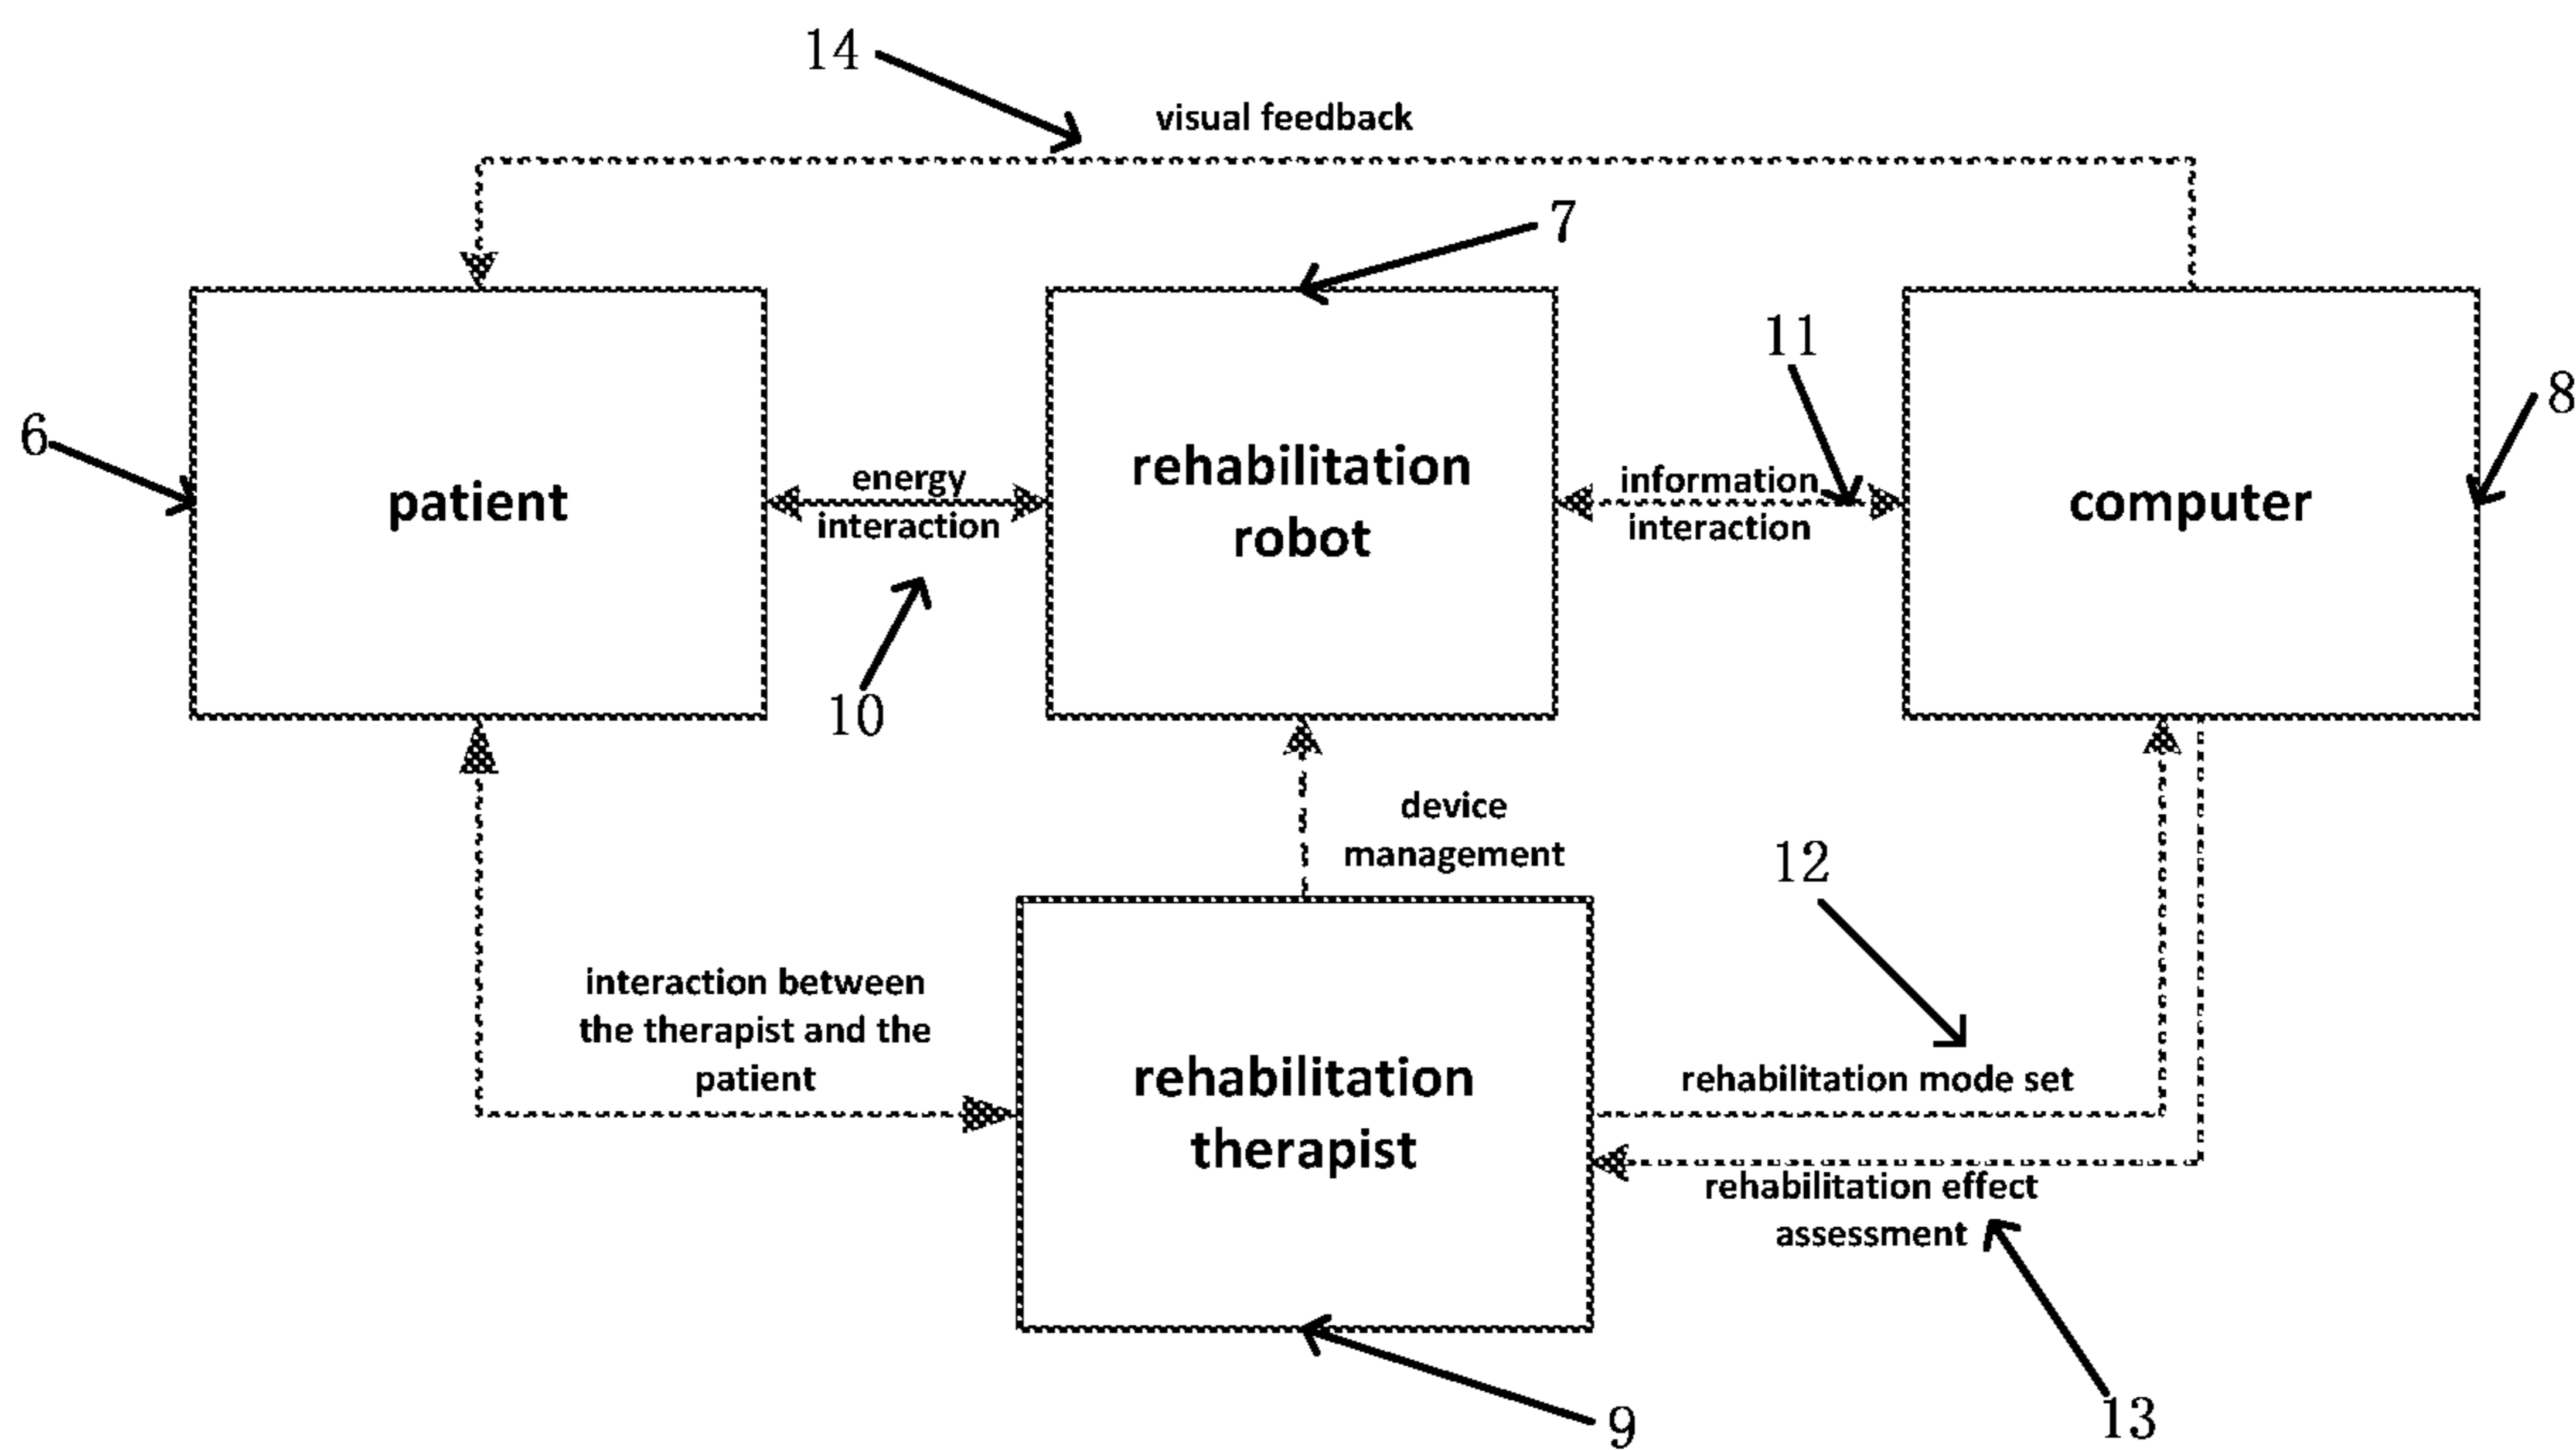 14
visual feedback
7
11
8
6
patient
energy
interaction
rehabilitation
robot
information
interaction
computer
10
device
management
12
interaction between
the therapist and the
patient
rehabilitation
therapist
rehabilitation mode set
rehabilitation effect
assessment
9
13